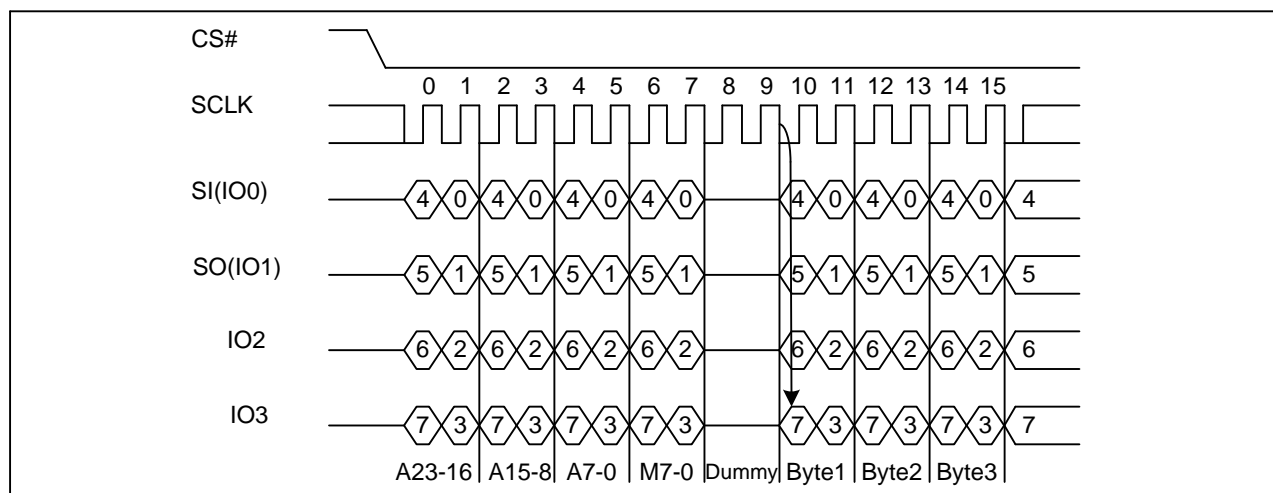 CS#
0 1 2 3 4 5 6 7 8 9 10 11 12 13 14 15
SCLK
SI(IO0) 4 0 4 0 4 0 4 0 4 0 4 0 4 0 4
SO(IO1) 5 1 5 1 5 1 5 1 5 1 5 1 5 1 5
IO2 6 2 6 2 6 2 6 2 6 2 6 2 6 2 6
IO3 7 3 7 3 7 3 7 3 7 3 7 3 7 3 7
A23-16 A15-8 A7-0 M7-0 Dummy Byte1 Byte2 Byte3